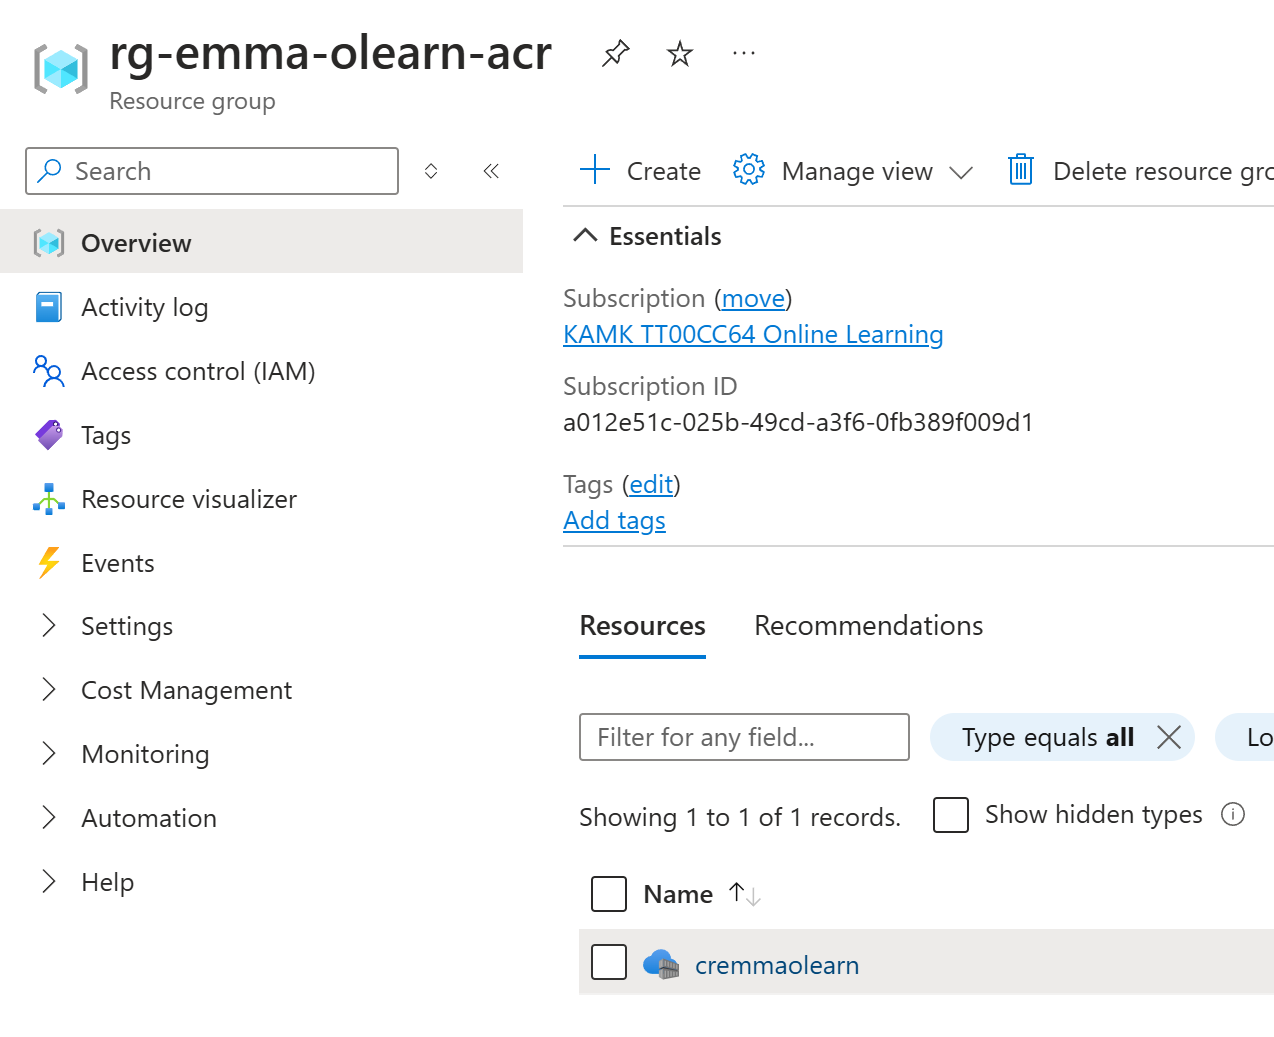 rg-emma-olearn-acr
Resource group
Search
Overview
Activity log
Access control (IAM)
Tags
Resource visualizer
Events
Settings
Cost Management
Monitoring
Automation
Help
Create
Manage view
Delete resource gro
Essentials
Subscription (move)
KAMK TT00CC64 Online Learning
Subscription ID
a012e51c-025b-49cd-a3f6-0fb389f009d1
Tags (edit)
Add tags
Resources Recommendations
Filter for any field... Type equals all Lo
Showing 1 to 1 of 1 records. Show hidden types
Name
cremmaolearn